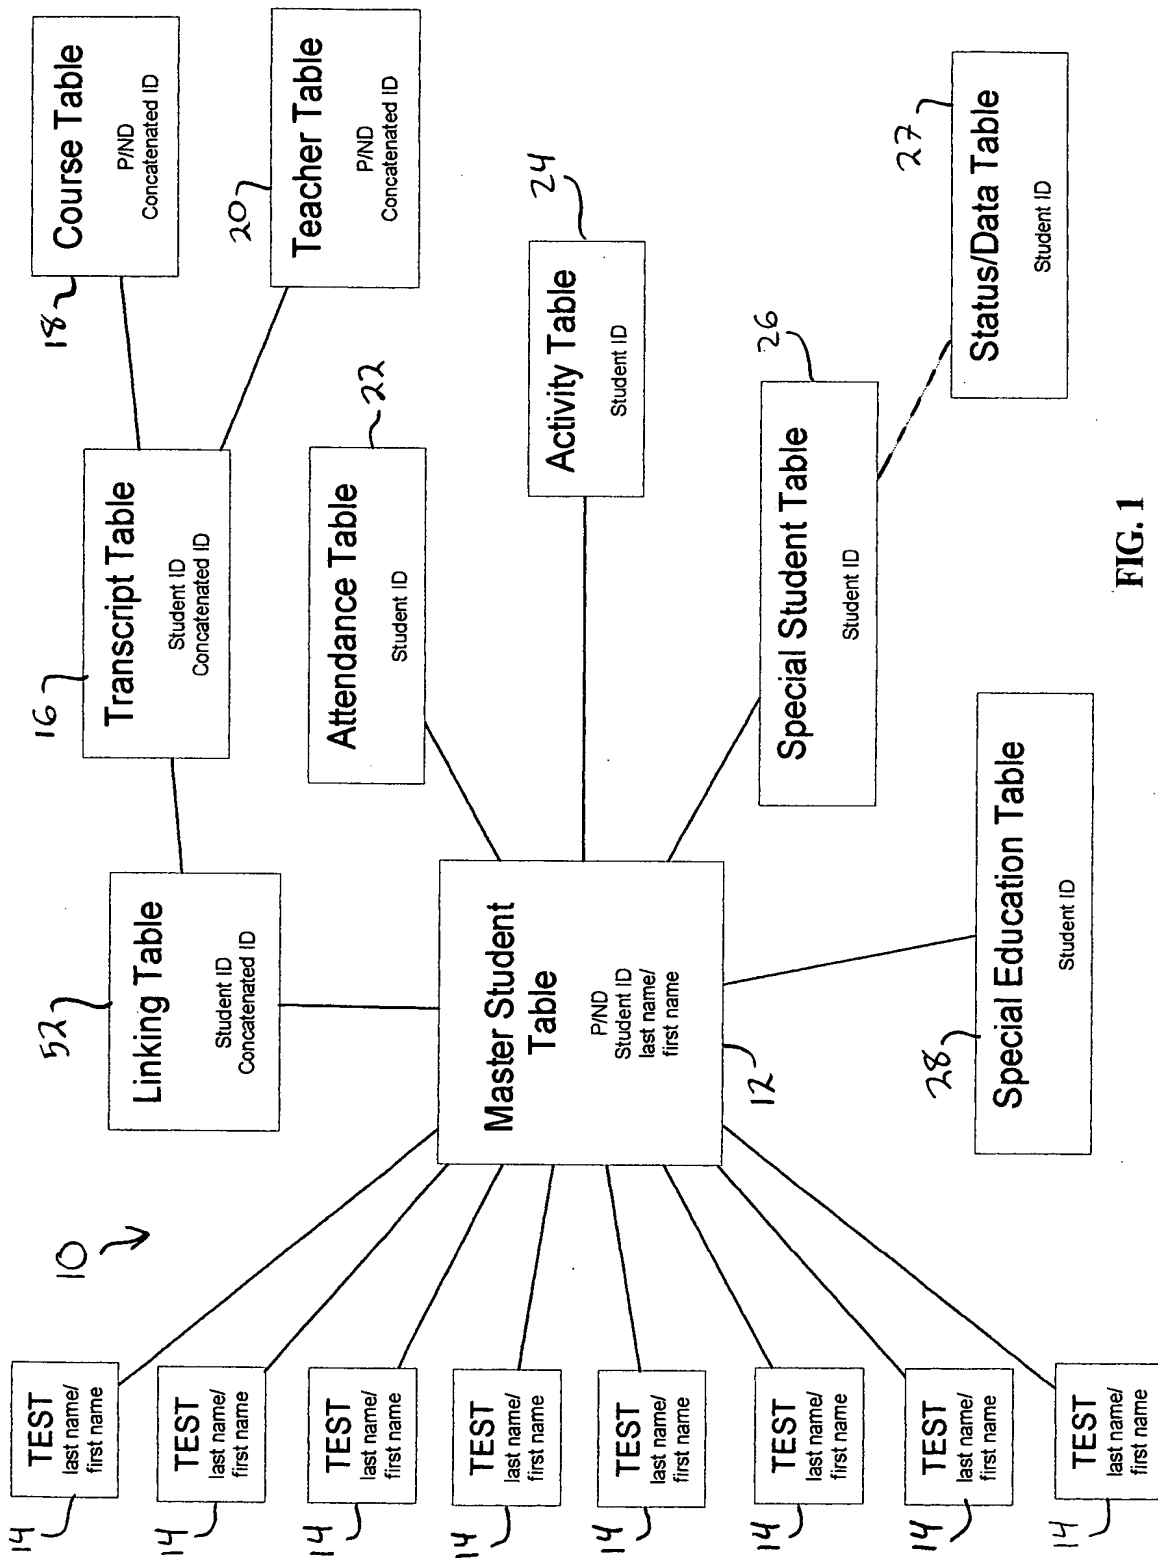 10
14
TEST
last name/
first name
14
TEST
last name/
first name
14
TEST
last name/
first name
14
TEST
last name/
first name
14
TEST
last name/
first name
14
TEST
last name/
first name
14
TEST
last name/
first name
14
TEST
last name/
first name
52
Linking Table
Student ID
Concatenated ID
Master Student
Table
P/ND
Student ID
last name/
first name
12
16
Transcript Table
Student ID
Concatenated ID
18
Course Table
P/ND
Concatenated ID
20
Teacher Table
P/ND
Concatenated ID
22
Attendance Table
Student ID
24
Activity Table
Student ID
26
Special Student Table
Student ID
27
Status/Data Table
Student ID
28
Special Education Table
Student ID
FIG. 1